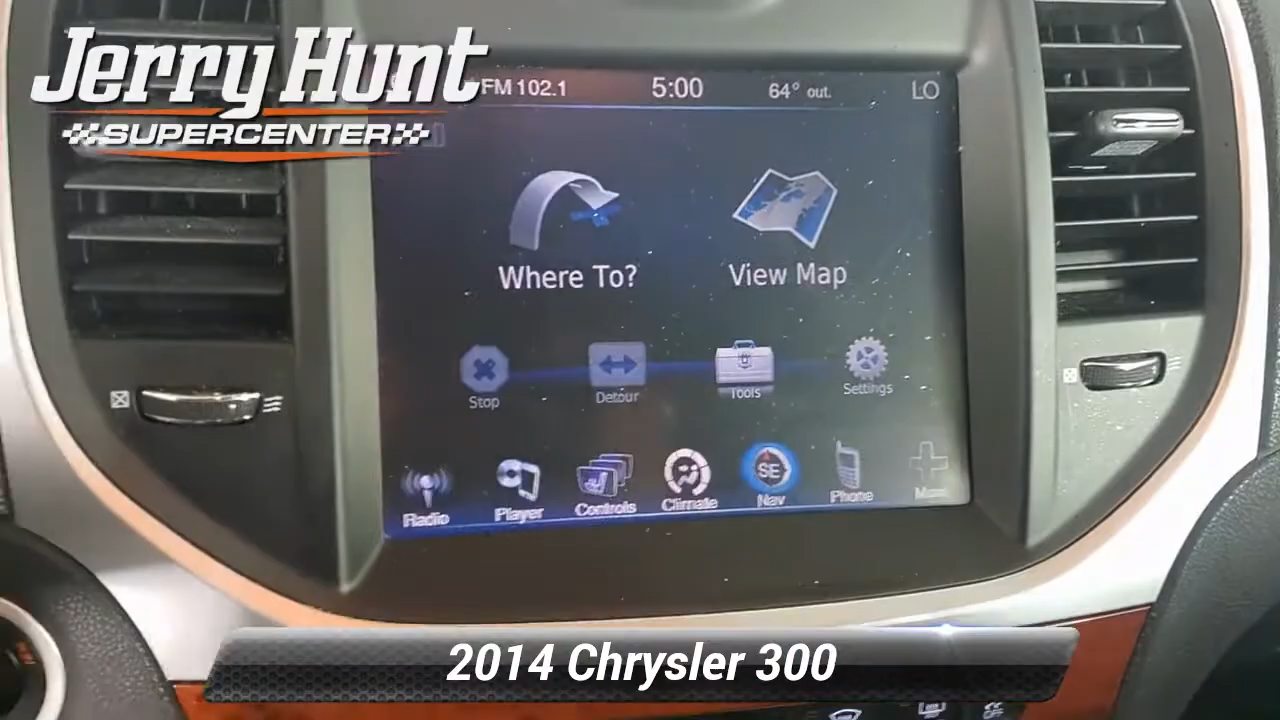 Jerry Hunt
SUPERCENTER
FM 102.1
5:00
64° out.
LO
Where To?
View Map
Stop
Detour
Tools
Settings
Radio
Player
Controls
Climate
SE
Nav
Phone
More
2014 Chrysler 300
OFF